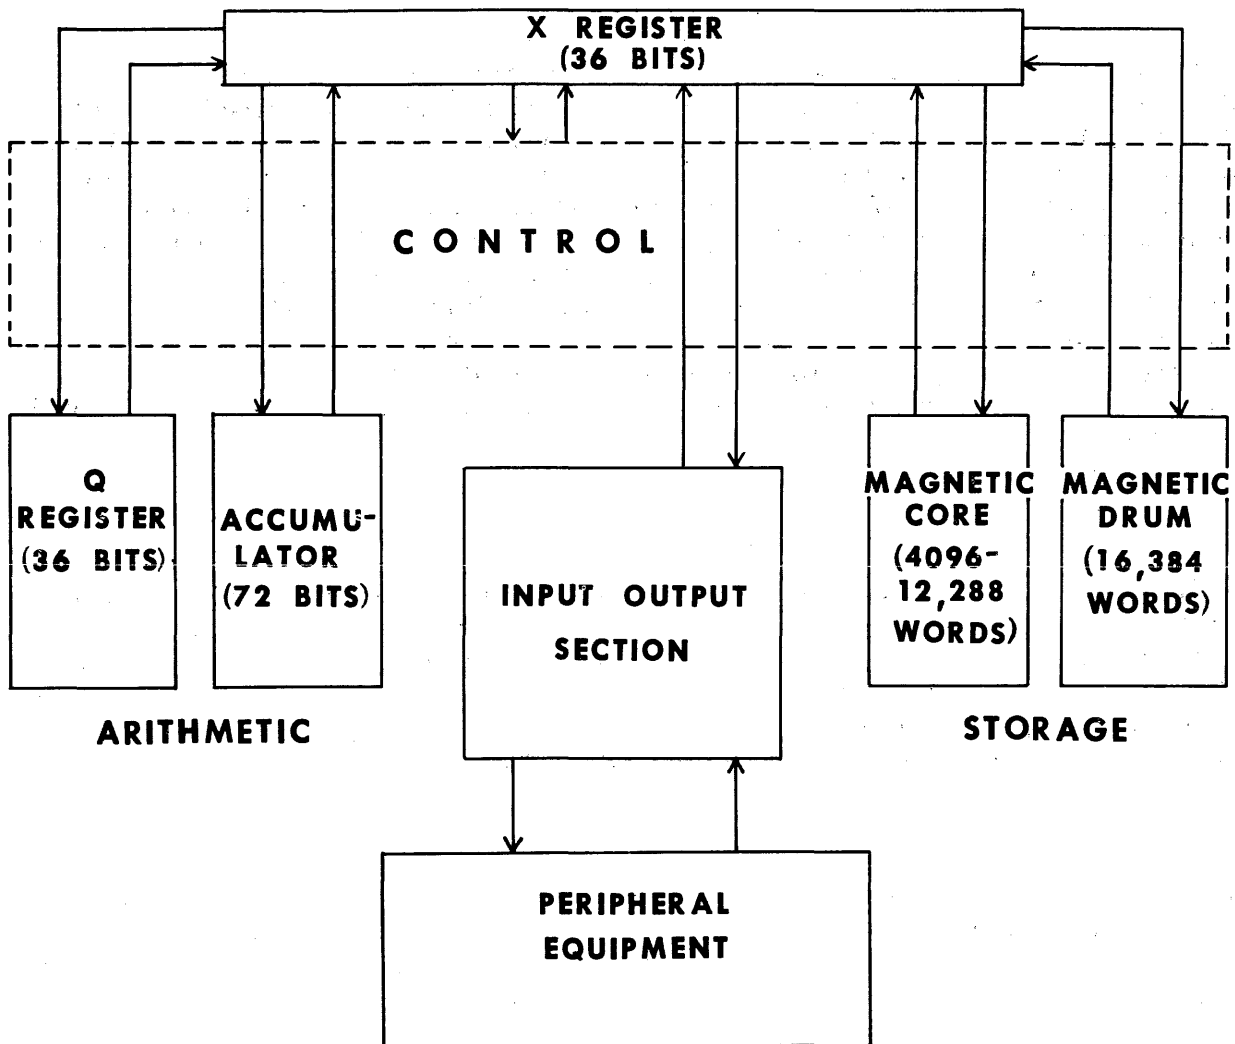 X REGISTER
(36 BITS)
CONTROL
Q
REGISTER
(36 BITS)
ACCUMU-
LATOR
(72 BITS)
INPUT OUTPUT
SECTION
MAGNETIC
CORE
(4096-
12,288
WORDS)
MAGNETIC
DRUM
(16,384
WORDS)
ARITHMETIC
STORAGE
PERIPHERAL
EQUIPMENT